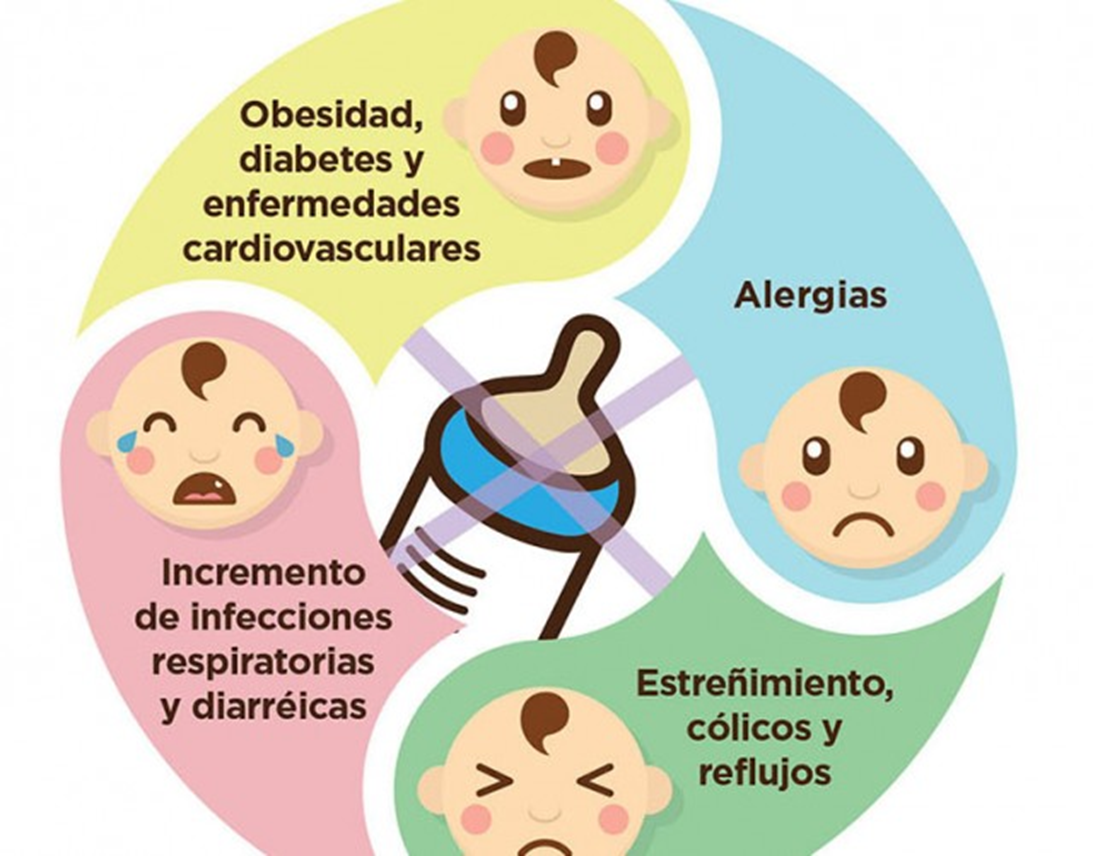 Obesidad,
diabetes y
enfermedades
cardiovasculares
Alergias
Incremento
de infecciones
respiratorias
y diarréicas
Estreñimiento,
cólicos y
reflujos